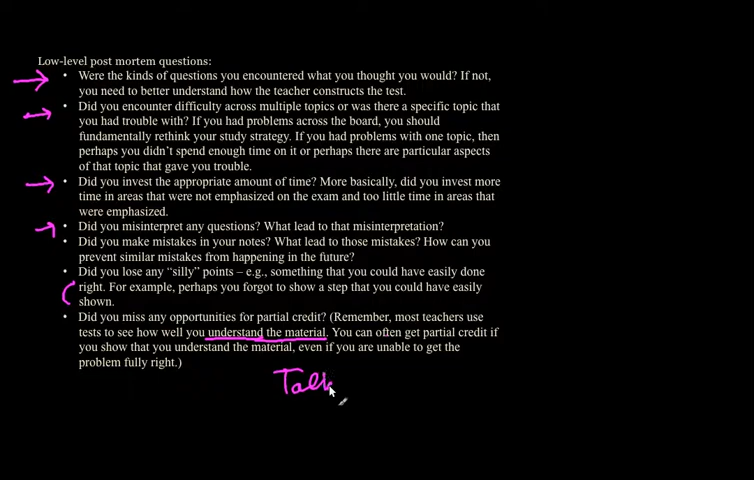 Low-level post mortem questions:
• Were the kinds of questions you encountered what you thought you would? If not,
you need to better understand how the teacher constructs the test.
• Did you encounter difficulty across multiple topics or was there a specific topic that
you had trouble with? If you had problems across the board, you should
fundamentally rethink your study strategy. If you had problems with one topic, then
perhaps you didn't spend enough time on it or perhaps there are particular aspects
of that topic that gave you trouble.
• Did you invest the appropriate amount of time? More basically, did you invest more
time in areas that were not emphasized on the exam and too little time in areas that
were emphasized.
• Did you misinterpret any questions? What lead to that misinterpretation?
• Did you make mistakes in your notes? What lead to those mistakes? How can you
prevent similar mistakes from happening in the future?
• Did you lose any "silly" points – e.g., something that you could have easily done
right. For example, perhaps you forgot to show a step that you could have easily
shown.
• Did you miss any opportunities for partial credit? (Remember, most teachers use
tests to see how well you understand the material. You can often get partial credit if
you show that you understand the material, even if you are unable to get the
problem fully right.)
Talk